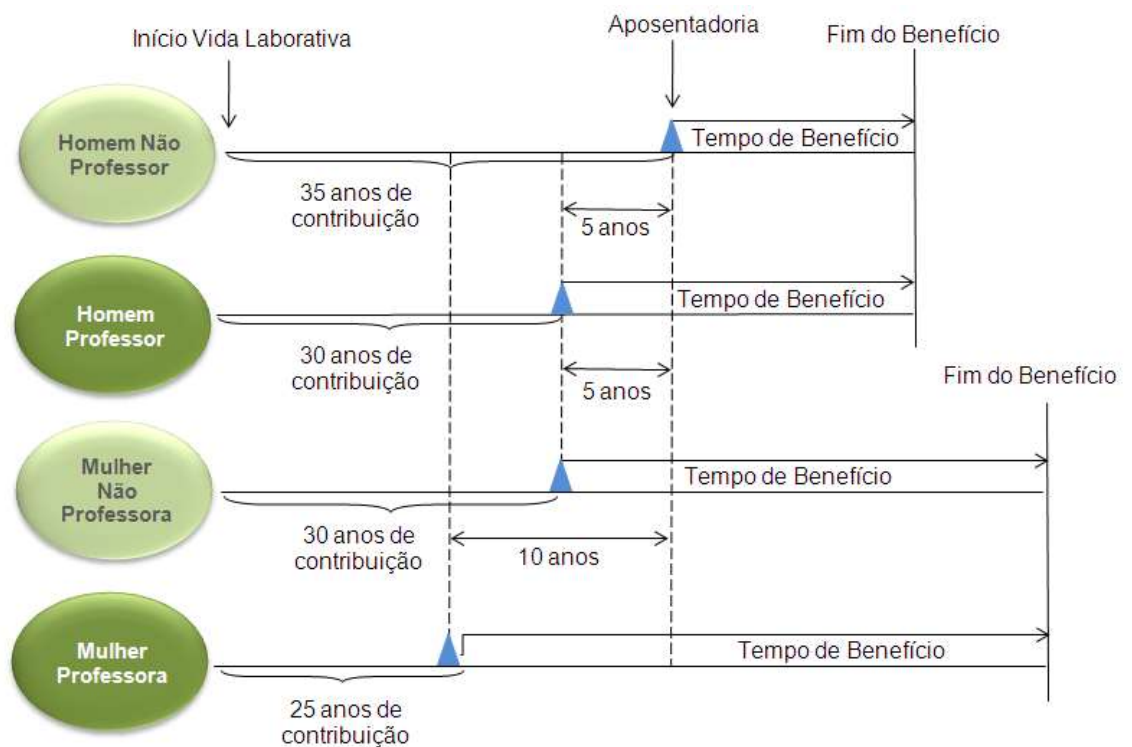 Início Vida Laborativa
Aposentadoria
Fim do Benefício
Homem Não
Professor
Tempo de Benefício
35 anos de
contribuição
5 anos
Homem
Professor
Tempo de Benefício
30 anos de
contribuição
5 anos
Fim do Benefício
Mulher
Não
Professora
Tempo de Benefício
30 anos de
contribuição
10 anos
Mulher
Professora
Tempo de Benefício
25 anos de
contribuição